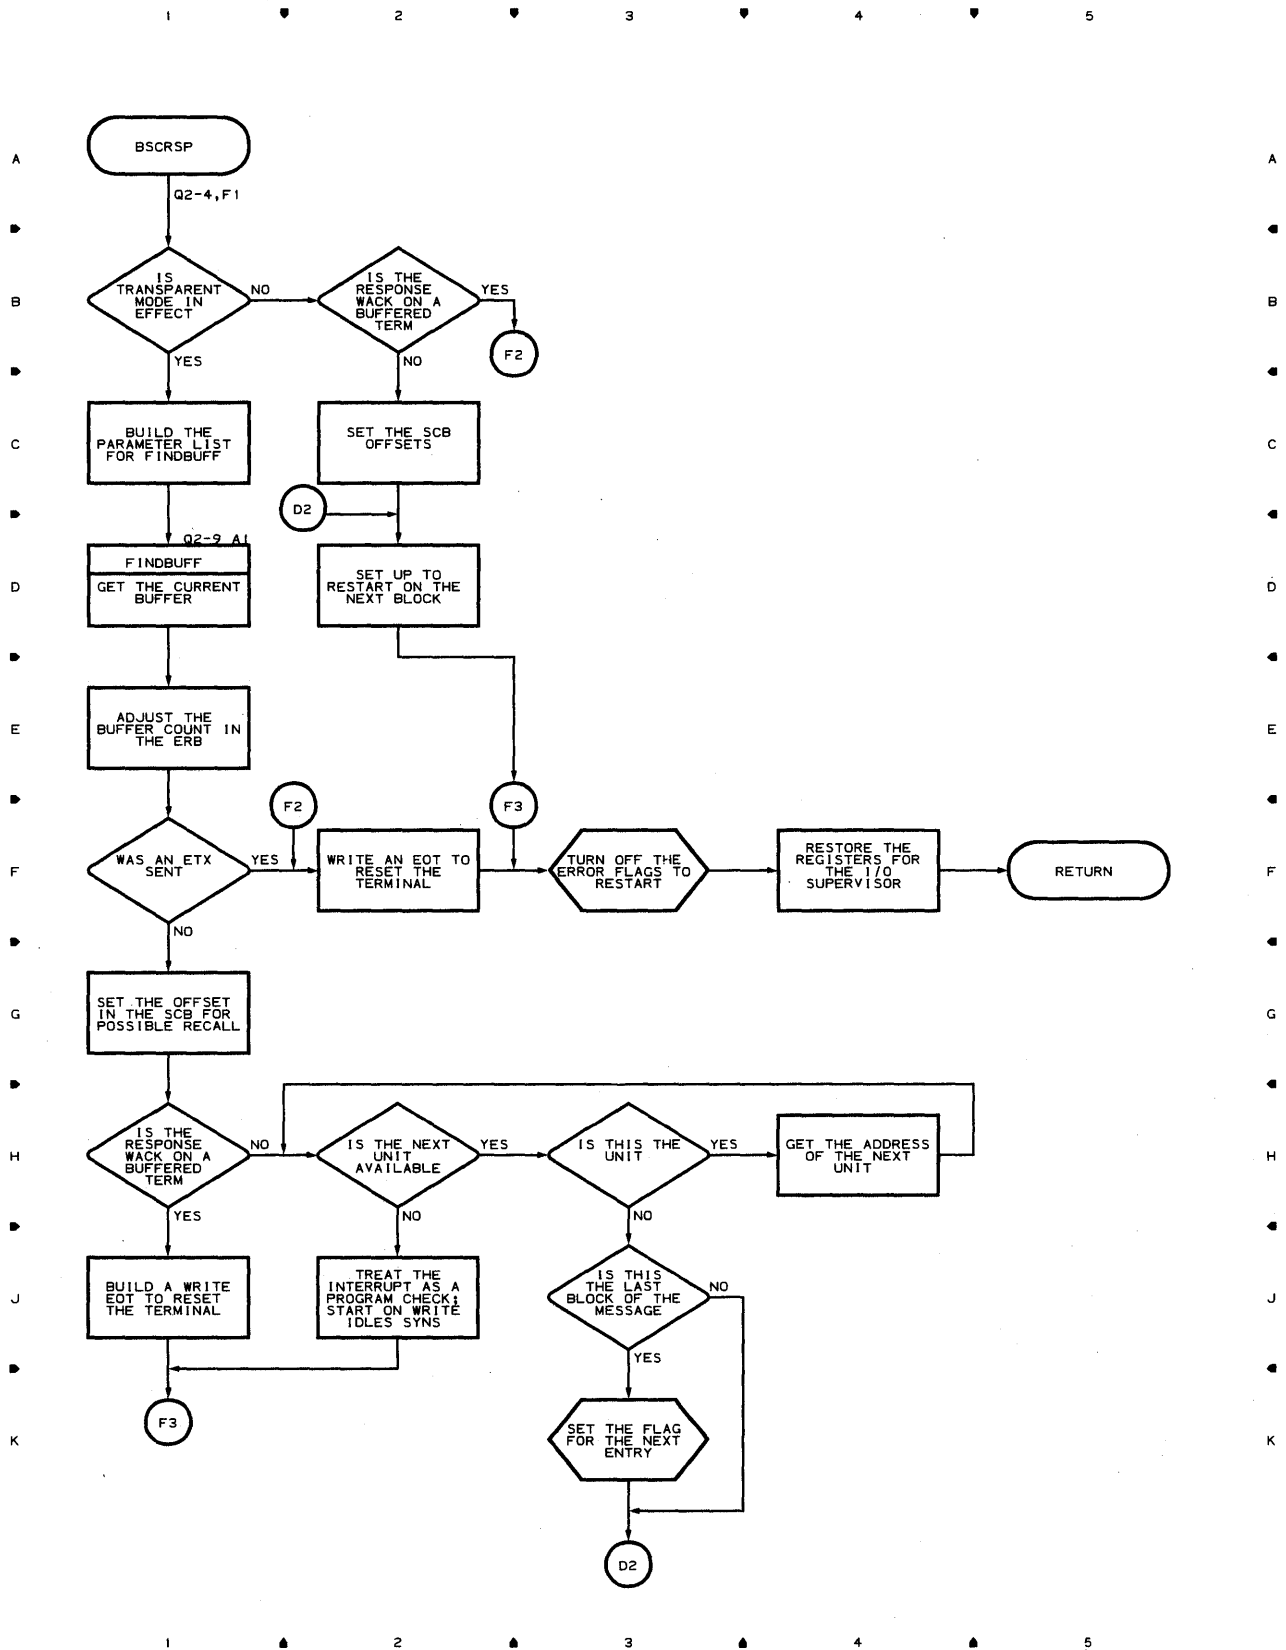 1 2 3 4 5
A BSCRSP A
Q2-4,F1
IS
TRANSPARENT
MODE IN
EFFECT
NO
IS THE
RESPONSE
WACK ON A
BUFFERED
TERM
YES
B B
F2
YES
NO
BUILD THE
PARAMETER LIST
FOR FINDBUFF
SET THE SCB
OFFSETS
C C
D2
Q2-9 A1
FINDBUFF
GET THE CURRENT
BUFFER
SET UP TO
RESTART ON THE
NEXT BLOCK
D D
ADJUST THE
BUFFER COUNT IN
THE ERB
E E
F2
F3
WAS AN ETX
SENT
YES
WRITE AN EOT TO
RESET THE
TERMINAL
TURN OFF THE
ERROR FLAGS TO
RESTART
RESTORE THE
REGISTERS FOR
THE I/O
SUPERVISOR
RETURN
F F
NO
SET THE OFFSET
IN THE SCB FOR
POSSIBLE RECALL
G G
IS THE
RESPONSE
WACK ON A
BUFFERED
TERM
NO
IS THE NEXT
UNIT
AVAILABLE
YES
IS THIS THE
UNIT
YES
GET THE ADDRESS
OF THE NEXT
UNIT
H H
YES
NO
NO
BUILD A WRITE
EOT TO RESET
THE TERMINAL
TREAT THE
INTERRUPT AS A
PROGRAM CHECK;
START ON WRITE
IDLES SYNS
IS THIS
THE LAST
BLOCK OF THE
MESSAGE
NO
J J
YES
F3
SET THE FLAG
FOR THE NEXT
ENTRY
K K
D2
1 2 3 4 5